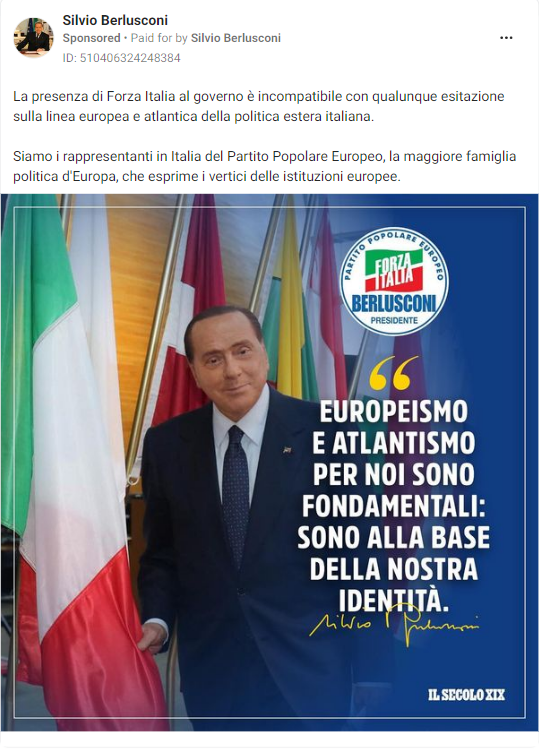 Silvio Berlusconi
Sponsored • Paid for by Silvio Berlusconi
ID: 510406324248384
La presenza di Forza Italia al governo è incompatibile con qualunque esitazione
sulla linea europea e atlantica della politica estera italiana.
Siamo i rappresentanti in Italia del Partito Popolare Europeo, la maggiore famiglia
politica d'Europa, che esprime i vertici delle istituzioni europee.
PARTITO POPOLARE EUROPEO
FORZA
ITALIA
BERLUSCONI
PRESIDENTE
“
EUROPEISMO
E ATLANTISMO
PER NOI SONO
FONDAMENTALI:
SONO ALLA BASE
DELLA NOSTRA
IDENTITÀ.
Silvio Berlusconi
IL SECOLO XIX